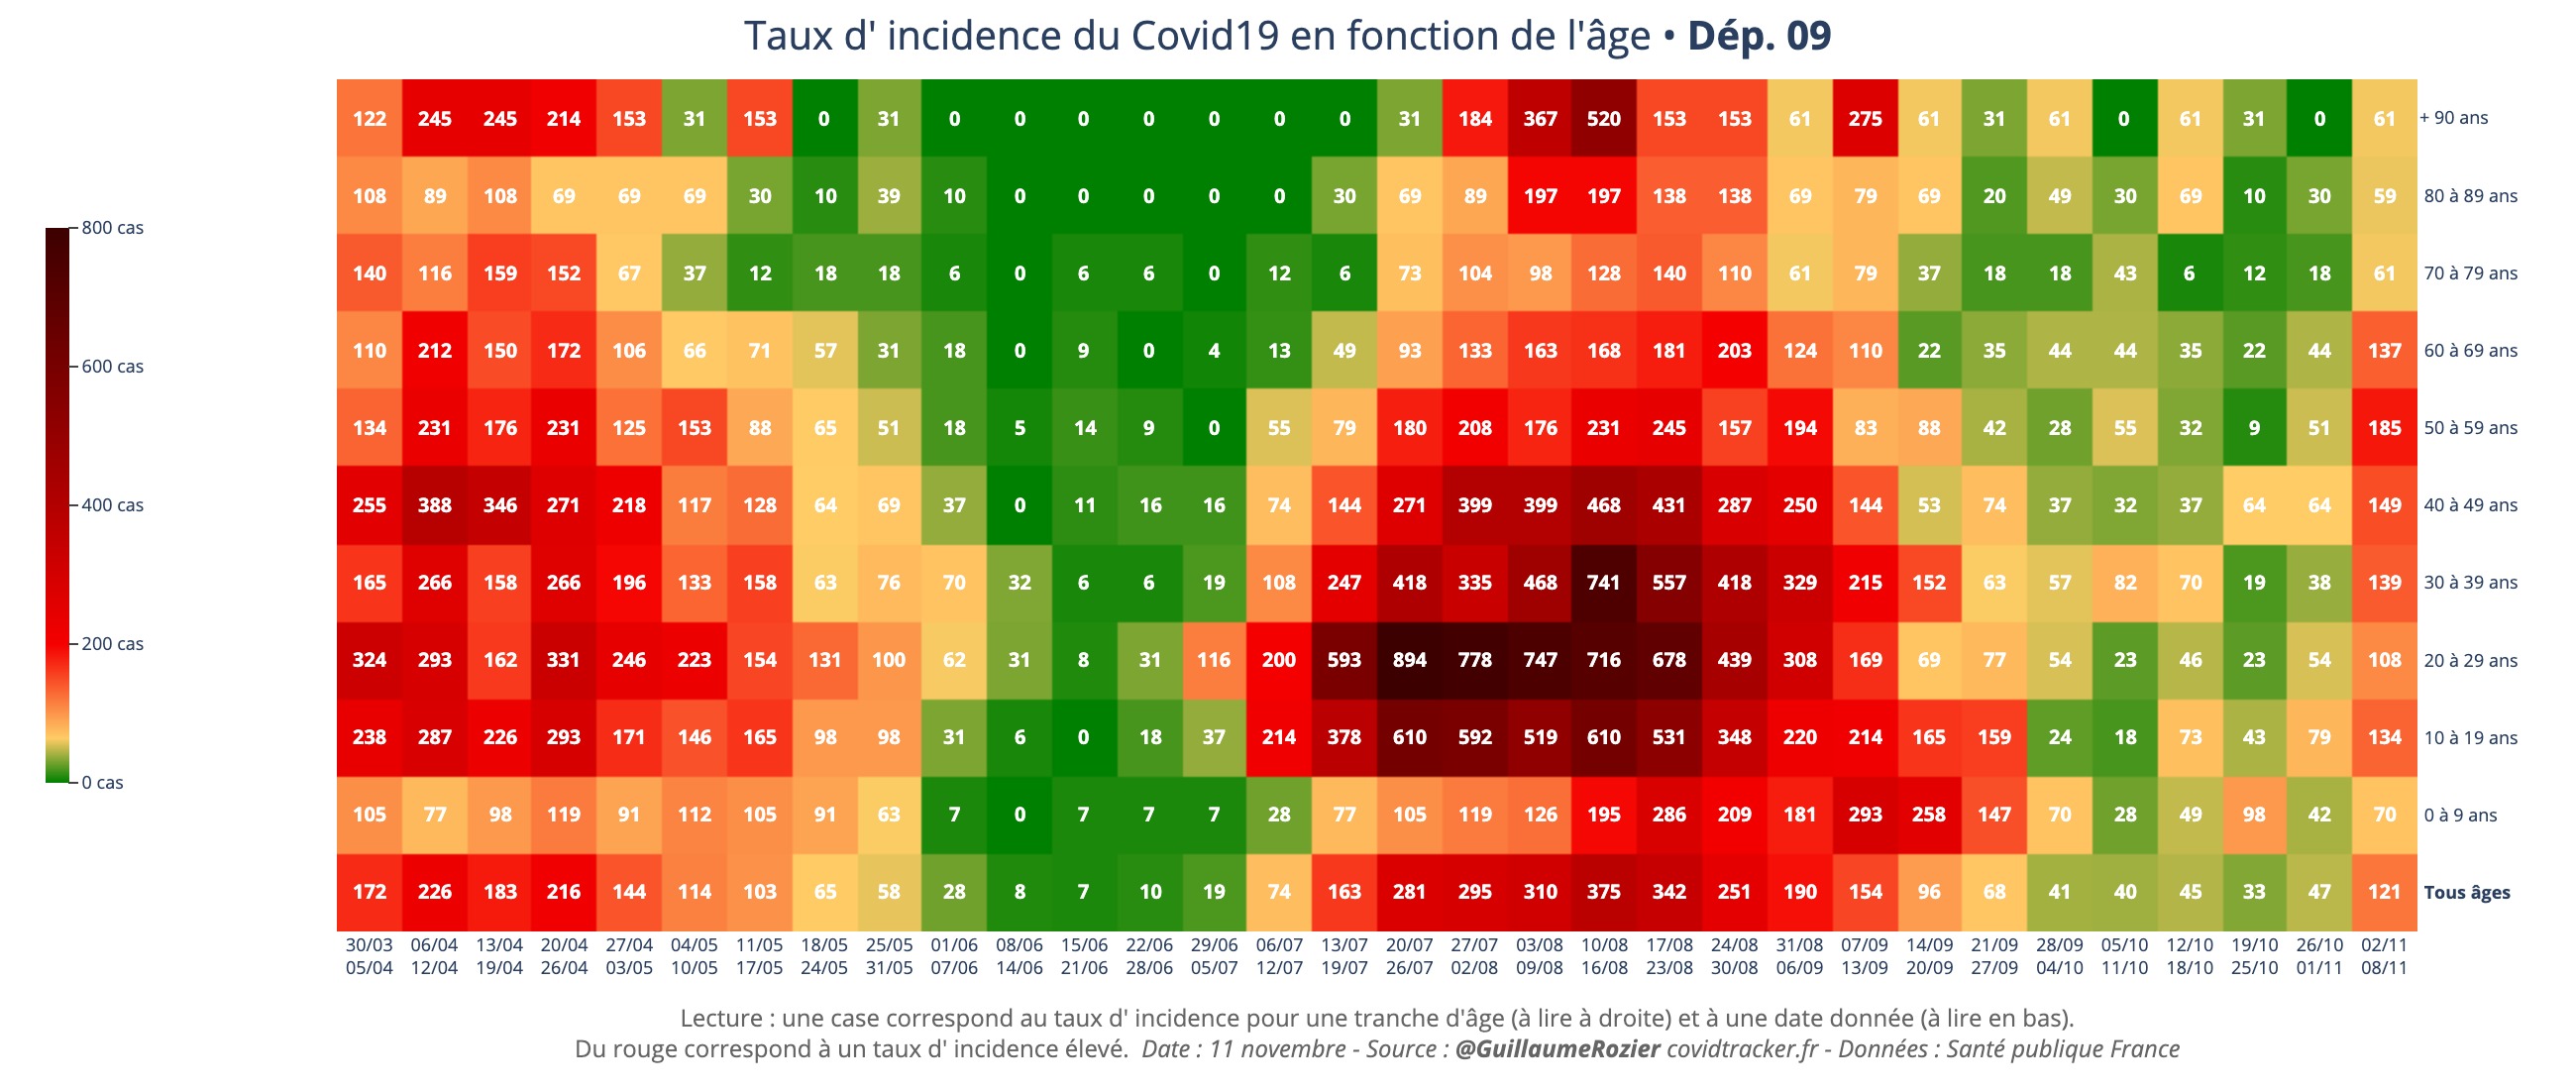 Taux d' incidence du Covid19 en fonction de l'âge • Dép. 09
800 cas
600 cas
400 cas
200 cas
0 cas
122 245 245 214 153 31 153 0 31 0 0 0 0 0 0 0 31 184 367 520 153 153 61 275 61 31 61 0 61 31 0 61 + 90 ans
108 89 108 69 69 69 30 10 39 10 0 0 0 0 0 30 69 89 197 197 138 138 69 79 69 20 49 30 69 10 30 59 80 à 89 ans
140 116 159 152 67 37 12 18 18 6 0 6 6 0 12 6 73 104 98 128 140 110 61 79 37 18 18 43 6 12 18 61 70 à 79 ans
110 212 150 172 106 66 71 57 31 18 0 9 0 4 13 49 93 133 163 168 181 203 124 110 22 35 44 44 35 22 44 137 60 à 69 ans
134 231 176 231 125 153 88 65 51 18 5 14 9 0 55 79 180 208 176 231 245 157 194 83 88 42 28 55 32 9 51 185 50 à 59 ans
255 388 346 271 218 117 128 64 69 37 0 11 16 16 74 144 271 399 399 468 431 287 250 144 53 74 37 32 37 64 64 149 40 à 49 ans
165 266 158 266 196 133 158 63 76 70 32 6 6 19 108 247 418 335 468 741 557 418 329 215 152 63 57 82 70 19 38 139 30 à 39 ans
324 293 162 331 246 223 154 131 100 62 31 8 31 116 200 593 894 778 747 716 678 439 308 169 69 77 54 23 46 23 54 108 20 à 29 ans
238 287 226 293 171 146 165 98 98 31 6 0 18 37 214 378 610 592 519 610 531 348 220 214 165 159 24 18 73 43 79 134 10 à 19 ans
105 77 98 119 91 112 105 91 63 7 0 7 7 7 28 77 105 119 126 195 286 209 181 293 258 147 70 28 49 98 42 70 0 à 9 ans
172 226 183 216 144 114 103 65 58 28 8 7 10 19 74 163 281 295 310 375 342 251 190 154 96 68 41 40 45 33 47 121 Tous âges
30/03 06/04 13/04 20/04 27/04 04/05 11/05 18/05 25/05 01/06 08/06 15/06 22/06 29/06 06/07 13/07 20/07 27/07 03/08 10/08 17/08 24/08 31/08 07/09 14/09 21/09 28/09 05/10 12/10 19/10 26/10 02/11
05/04 12/04 19/04 26/04 03/05 10/05 17/05 24/05 31/05 07/06 14/06 21/06 28/06 05/07 12/07 19/07 26/07 02/08 09/08 16/08 23/08 30/08 06/09 13/09 20/09 27/09 04/10 11/10 18/10 25/10 01/11 08/11
Lecture : une case correspond au taux d' incidence pour une tranche d'âge (à lire à droite) et à une date donnée (à lire en bas).
Du rouge correspond à un taux d' incidence élevé. Date : 11 novembre - Source : @GuillaumeRozier covidtracker.fr - Données : Santé publique France